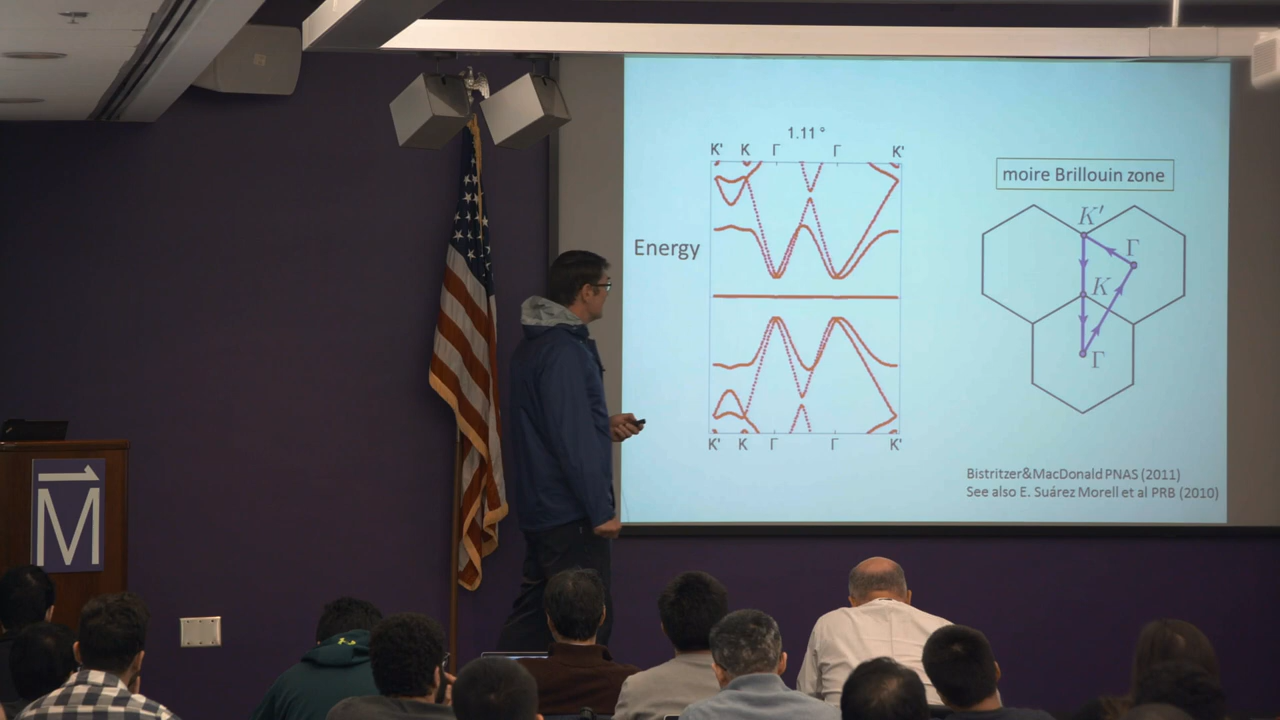 1.11 °
K' K Γ Γ K'
Energy
K' K Γ Γ K'
moire Brillouin zone
K'
Γ
K
Γ
Bistritzer&MacDonald PNAS (2011)
See also E. Suárez Morell et al PRB (2010)
M